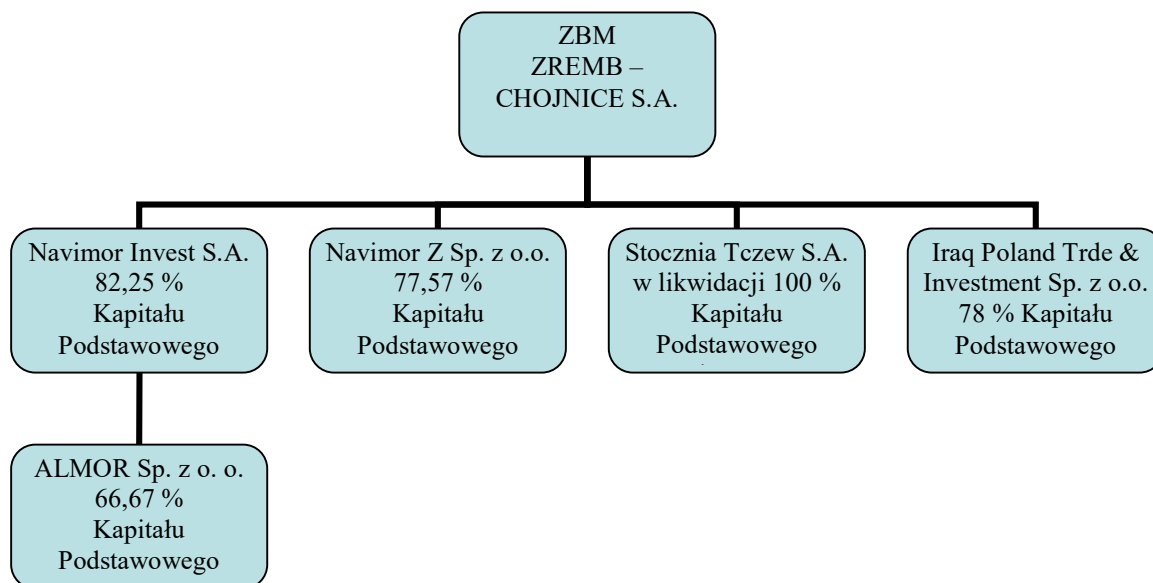 ZBM
ZREMB –
CHOJNICE S.A.
Navimor Invest S.A.
82,25 %
Kapitału
Podstawowego
Navimor Z Sp. z o.o.
77,57 %
Kapitału
Podstawowego
Stocznia Tczew S.A.
w likwidacji 100 %
Kapitału
Podstawowego
Iraq Poland Trde &
Investment Sp. z o.o.
78 % Kapitału
Podstawowego
ALMOR Sp. z o. o.
66,67 %
Kapitału
Podstawowego